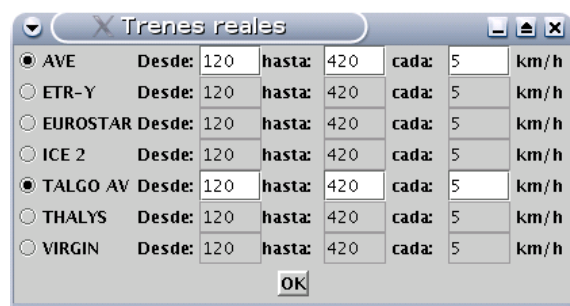 Trenes reales
AVE Desde: 120 hasta: 420 cada: 5 km/h
ETR-Y Desde: 120 hasta: 420 cada: 5 km/h
EUROSTAR Desde: 120 hasta: 420 cada: 5 km/h
ICE 2 Desde: 120 hasta: 420 cada: 5 km/h
TALGO AV Desde: 120 hasta: 420 cada: 5 km/h
THALYS Desde: 120 hasta: 420 cada: 5 km/h
VIRGIN Desde: 120 hasta: 420 cada: 5 km/h
OK